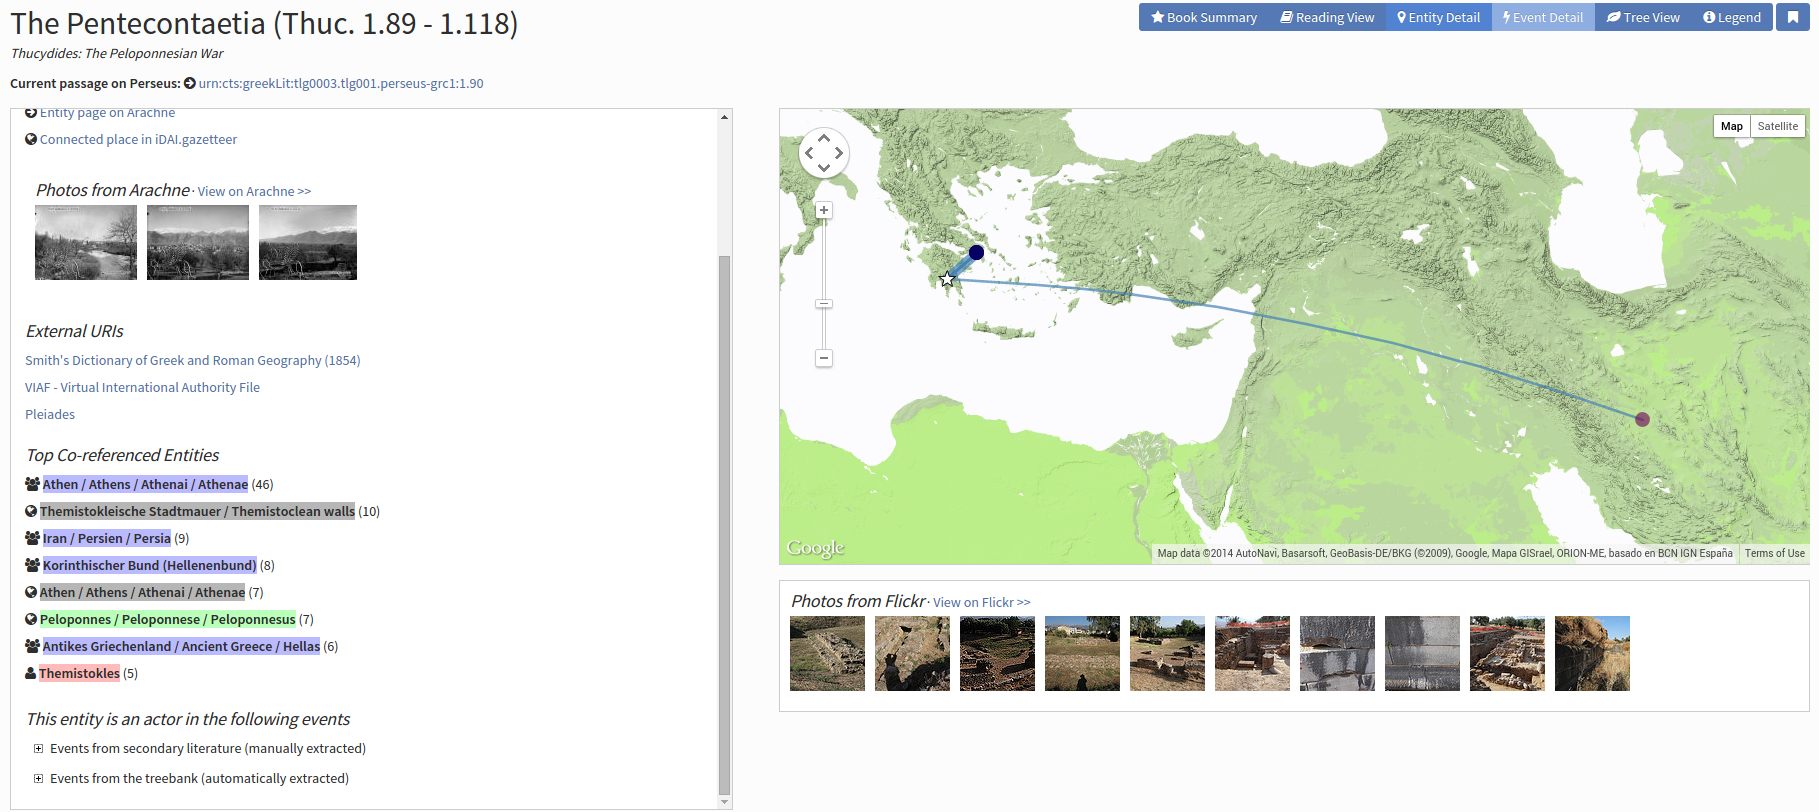 The Pentecontaetia (Thuc. 1.89 - 1.118)
Book Summary Reading View Entity Detail Event Detail Tree View Legend
Thucydides: The Peloponnesian War
Current passage on Perseus: urn:cts:greekLit:tlg0003.tlg001.perseus-grc1:1.90
Entity page on Arachne
Connected place in iDAI.gazetteer
Photos from Arachne · View on Arachne >>
External URIs
Smith's Dictionary of Greek and Roman Geography (1854)
VIAF - Virtual International Authority File
Pleiades
Top Co-referenced Entities
Athen / Athens / Athenai / Athenae (46)
Themistokleische Stadtmauer / Themistoclean walls (10)
Iran / Persien / Persia (9)
Korinthischer Bund (Hellenenbund) (8)
Athen / Athens / Athenai / Athenae (7)
Peloponnes / Peloponnese / Peloponnesus (7)
Antikes Griechenland / Ancient Greece / Hellas (6)
Themistokles (5)
This entity is an actor in the following events
Events from secondary literature (manually extracted)
Events from the treebank (automatically extracted)
Map Satellite
Google
Map data ©2014 AutoNavi, Basarsoft, GeoBasis-DE/BKG (©2009), Google, Mapa GISrael, ORION-ME, basado en BCN IGN España Terms of Use
Photos from Flickr · View on Flickr >>